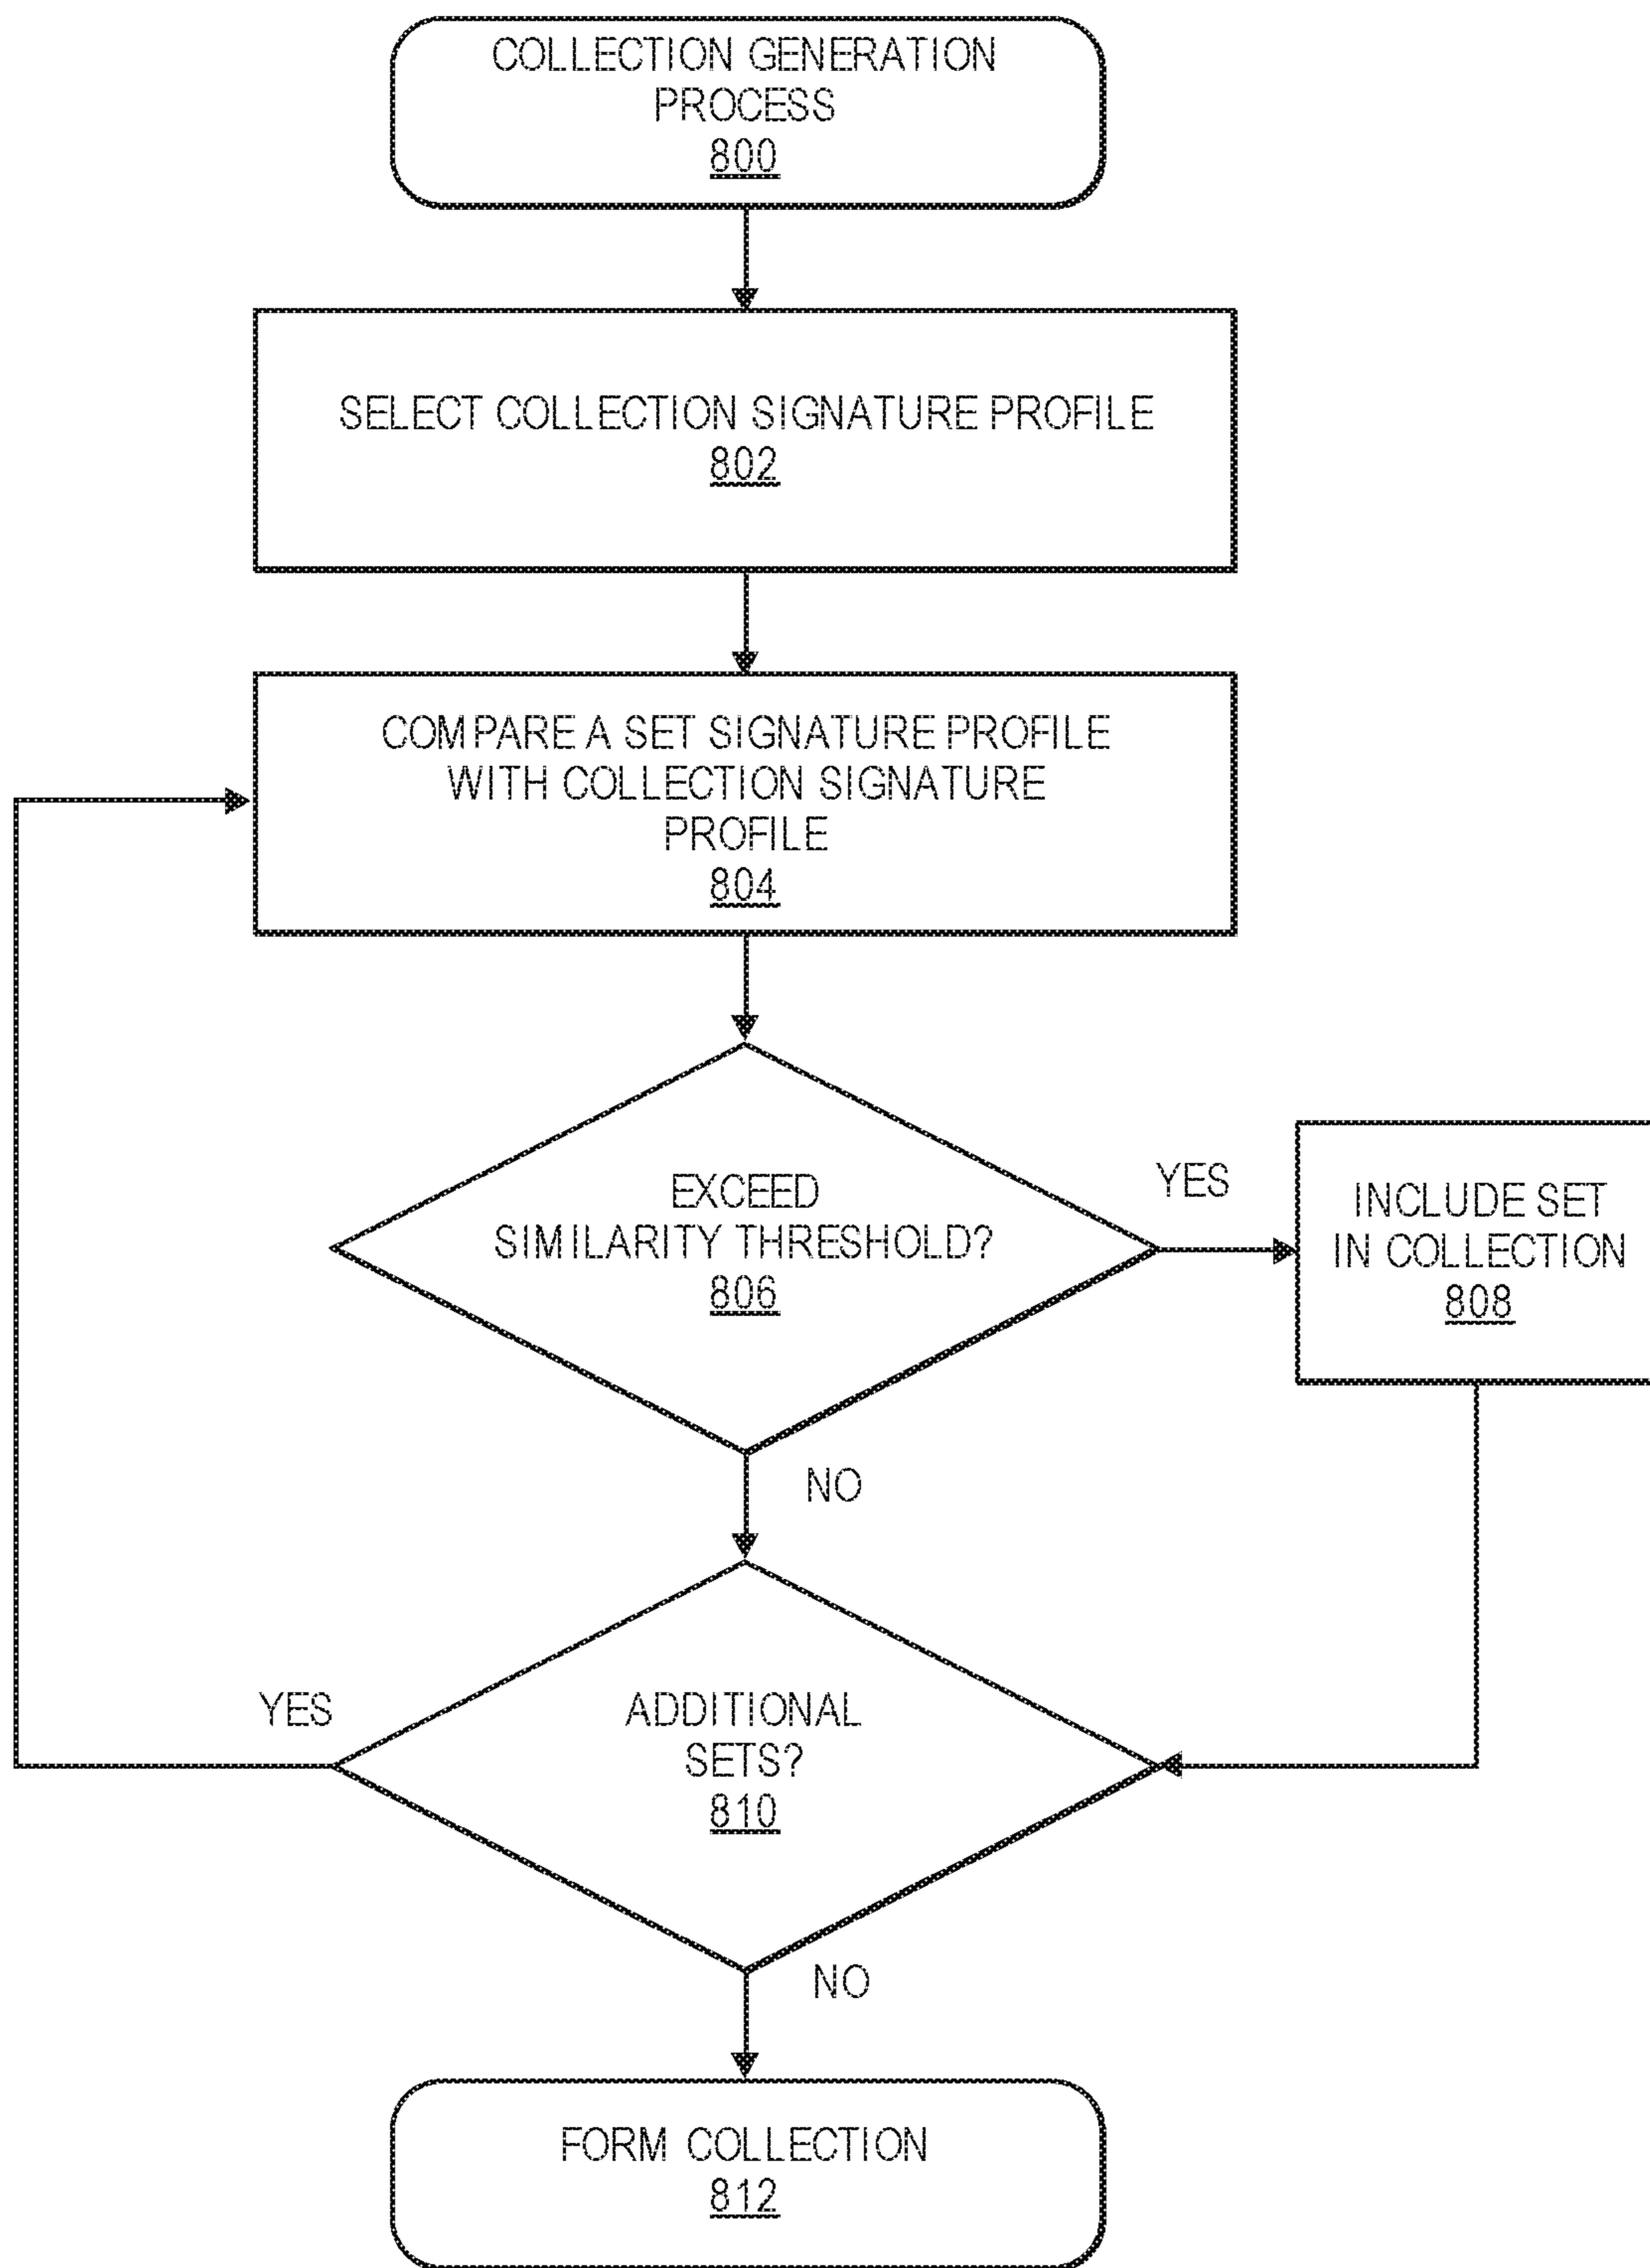 COLLECTION GENERATION
PROCESS
800
SELECT COLLECTION SIGNATURE PROFILE
802
COMPARE A SET SIGNATURE PROFILE
WITH COLLECTION SIGNATURE
PROFILE
804
EXCEED
SIMILARITY THRESHOLD?
806
YES
INCLUDE SET
IN COLLECTION
808
NO
ADDITIONAL
SETS?
810
YES
NO
FORM COLLECTION
812